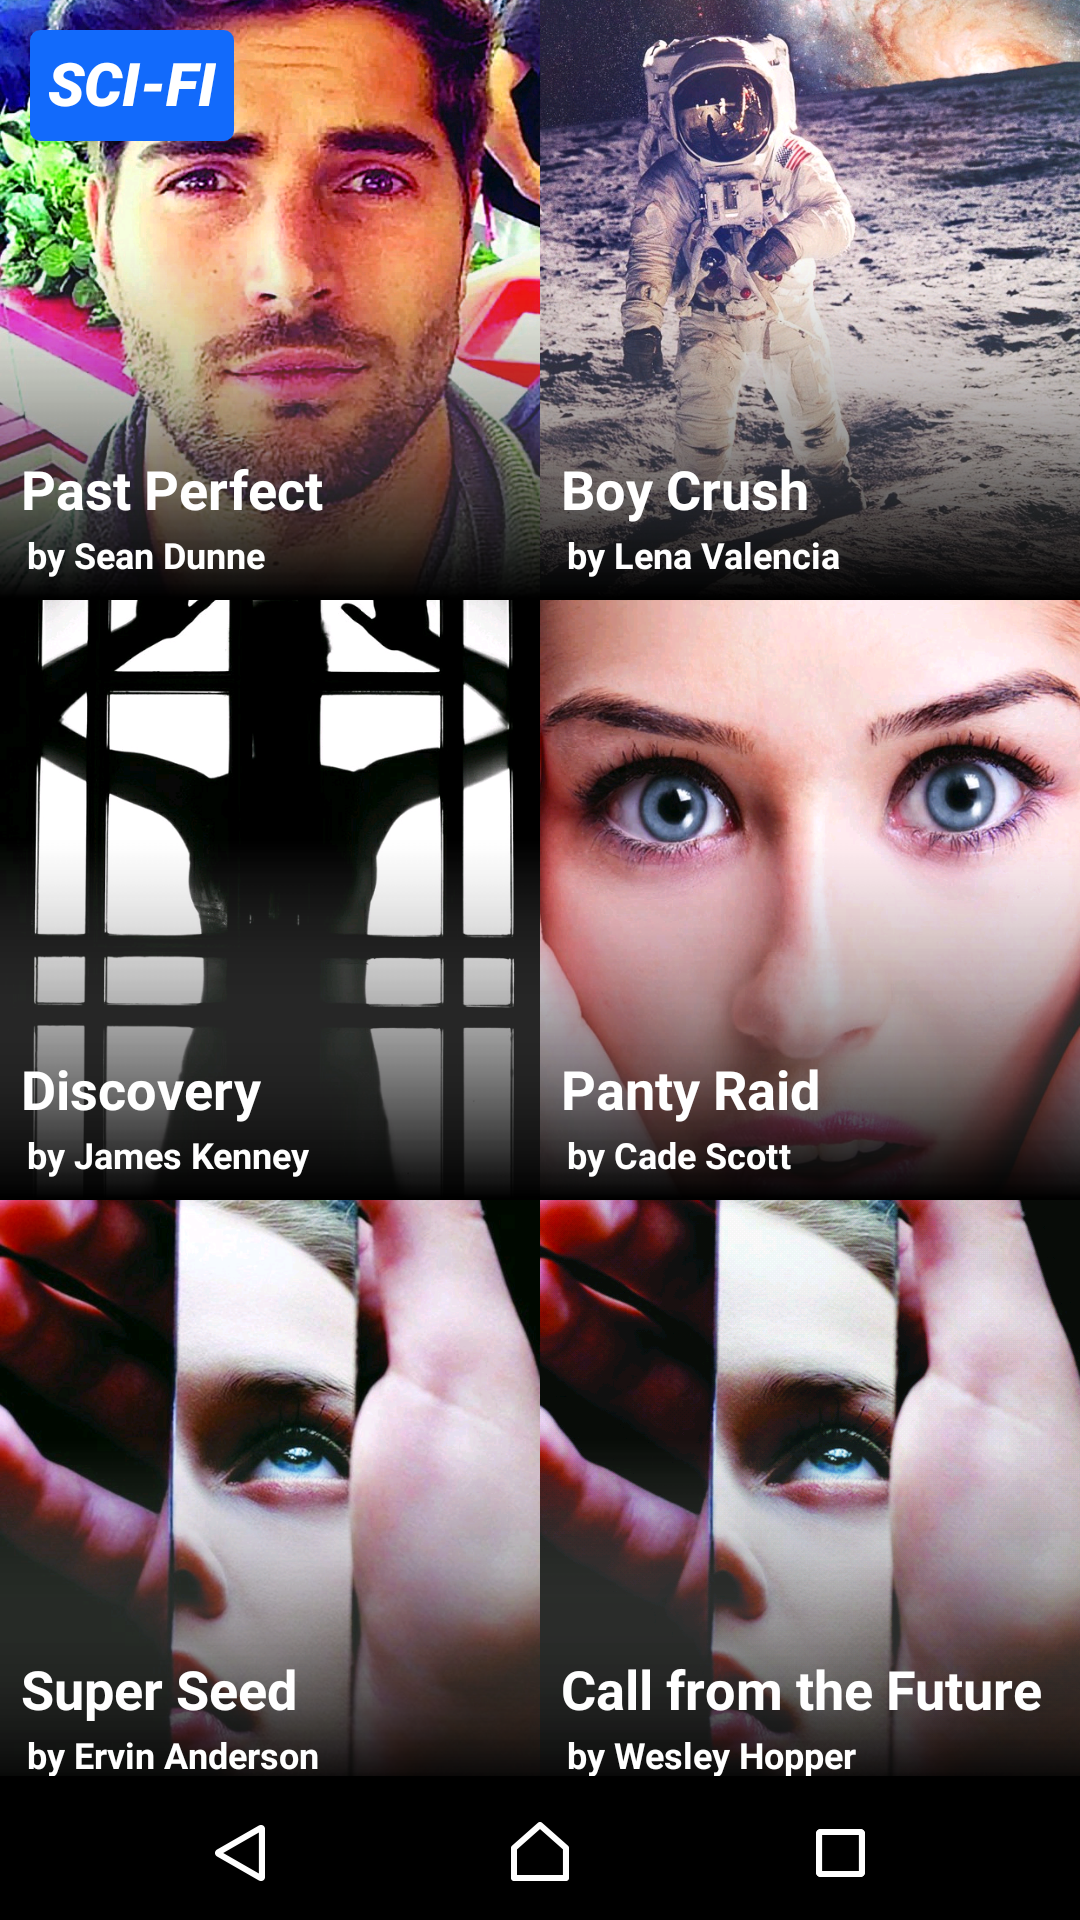 SCI-FI
Past Perfect
by Sean Dunne
Boy Crush
by Lena Valencia
Discovery
by James Kenney
Panty Raid
by Cade Scott
Super Seed
by Ervin Anderson
Call from the Future
by Wesley Hopper